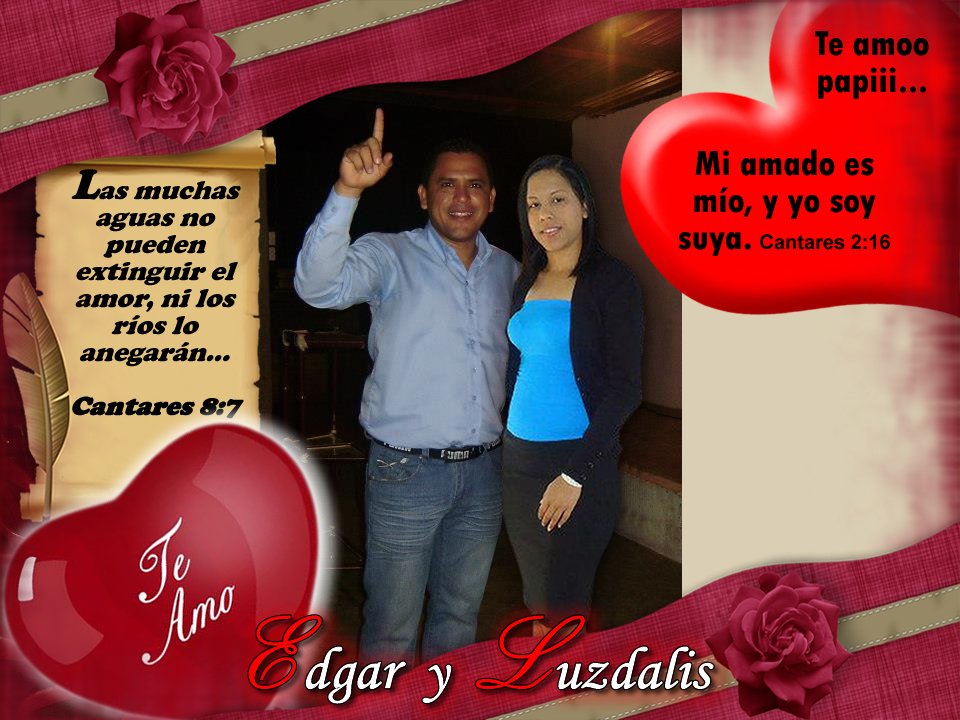 Te amoo
papiii...
Las muchas
aguas no
pueden
extinguir el
amor, ni los
ríos lo
anegarán...
Cantares 8:7
Mi amado es
mío, y yo soy
suya. Cantares 2:16
Te
Amo
Edgar y Luzdalis